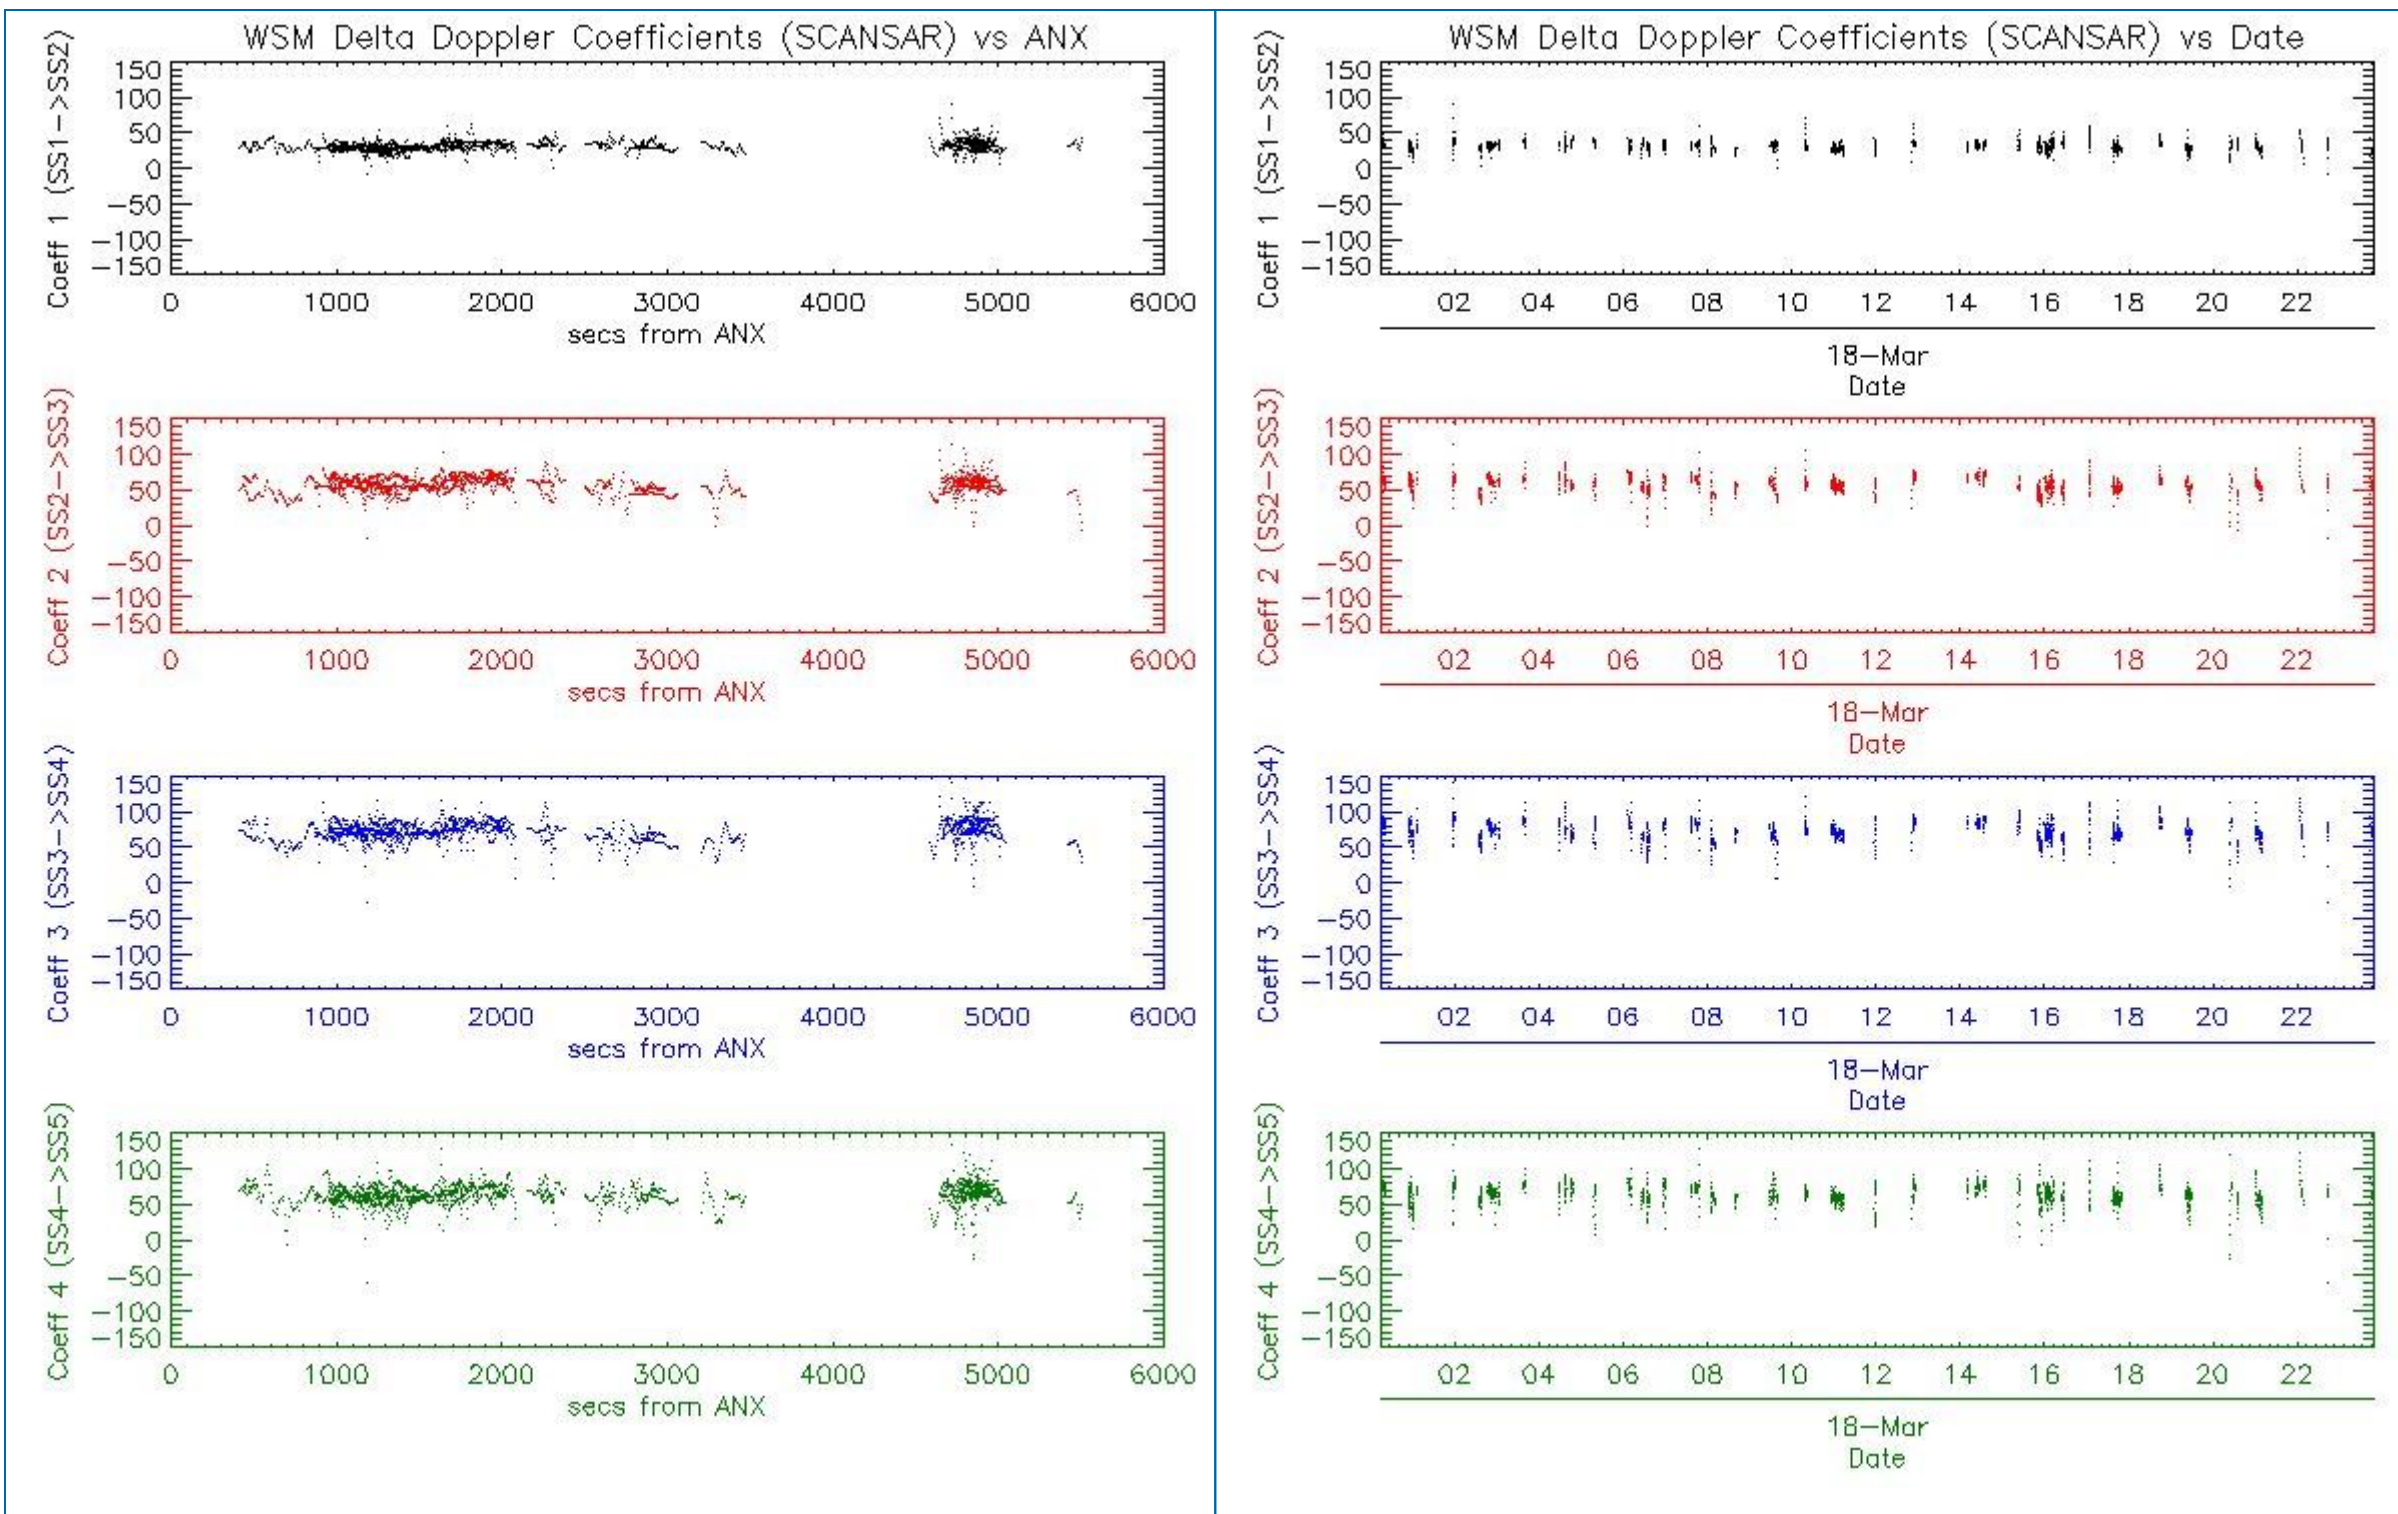 WSM Delta Doppler Coefficients (SCANSAR) vs ANX
Coeff 1 (SS1->SS2)
150
100
50
0
-50
-100
-150
0 1000 2000 3000 4000 5000 6000
secs from ANX
Coeff 2 (SS2->SS3)
150
100
50
0
-50
-100
-150
0 1000 2000 3000 4000 5000 6000
secs from ANX
Coeff 3 (SS3->SS4)
150
100
50
0
-50
-100
-150
0 1000 2000 3000 4000 5000 6000
secs from ANX
Coeff 4 (SS4->SS5)
150
100
50
0
-50
-100
-150
0 1000 2000 3000 4000 5000 6000
secs from ANX
WSM Delta Doppler Coefficients (SCANSAR) vs Date
Coeff 1 (SS1->SS2)
150
100
50
0
-50
-100
-150
02 04 06 08 10 12 14 16 18 20 22
18-Mar
Date
Coeff 2 (SS2->SS3)
150
100
50
0
-50
-100
-150
02 04 06 08 10 12 14 16 18 20 22
18-Mar
Date
Coeff 3 (SS3->SS4)
150
100
50
0
-50
-100
-150
02 04 06 08 10 12 14 16 18 20 22
18-Mar
Date
Coeff 4 (SS4->SS5)
150
100
50
0
-50
-100
-150
02 04 06 08 10 12 14 16 18 20 22
18-Mar
Date